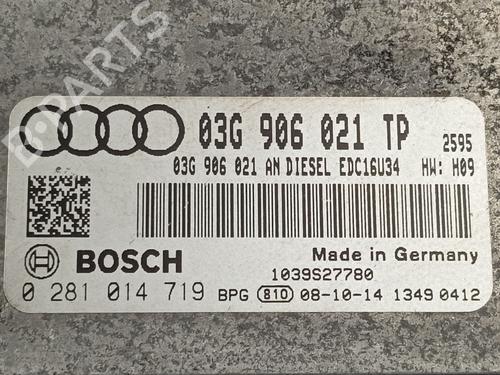 03G 906 021 TP 2595
03G 906 021 AN DIESEL EDC16U34 HW: H09
BOSCH
Made in Germany
1039S27780
0 281 014 719 BPG 810 08-10-14 1349 0412
B-PARTS